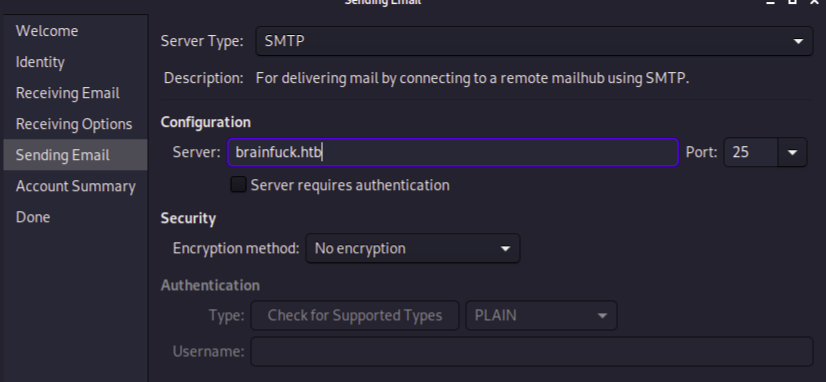 Sending Email
Welcome
Identity
Receiving Email
Receiving Options
Sending Email
Account Summary
Done
Server Type: SMTP
Description: For delivering mail by connecting to a remote mailhub using SMTP.
Configuration
Server: brainfuck.htb Port: 25
Server requires authentication
Security
Encryption method: No encryption
Authentication
Type: Check for Supported Types PLAIN
Username: